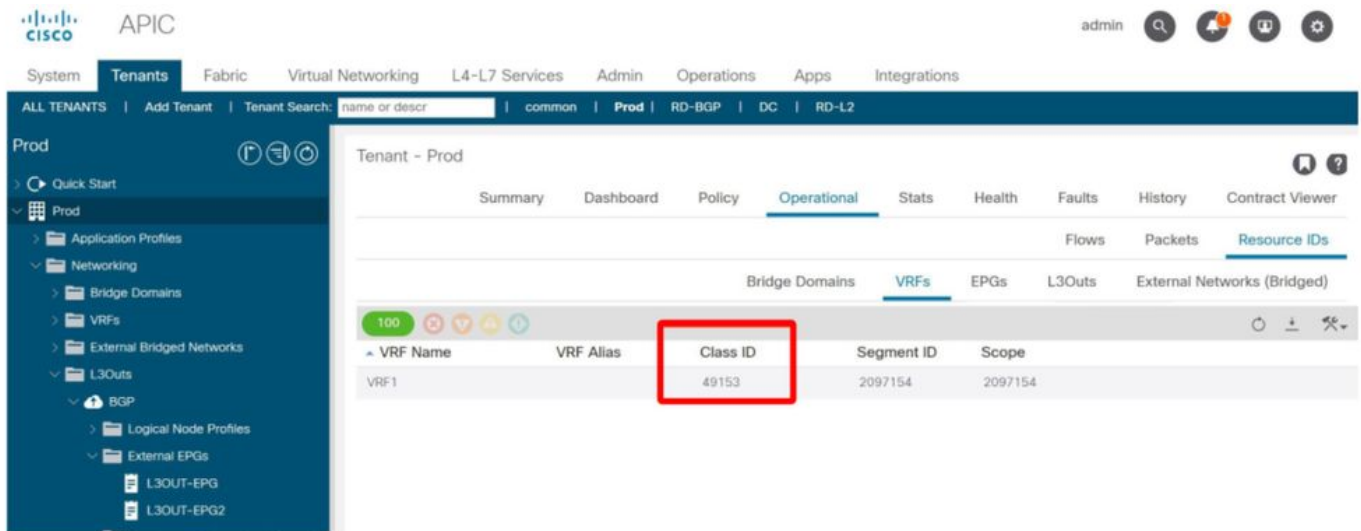 cisco
APIC
admin
1
System Tenants Fabric Virtual Networking L4-L7 Services Admin Operations Apps Integrations
ALL TENANTS | Add Tenant | Tenant Search: name or descr | common | Prod | RD-BGP | DC | RD-L2
Prod
Quick Start
Prod
Application Profiles
Networking
Bridge Domains
VRFs
External Bridged Networks
L3Outs
BGP
Logical Node Profiles
External EPGs
L3OUT-EPG
L3OUT-EPG2
Tenant - Prod
Summary Dashboard Policy Operational Stats Health Faults History Contract Viewer
Flows Packets Resource IDs
Bridge Domains VRFs EPGs L3Outs External Networks (Bridged)
100
VRF Name VRF Alias Class ID Segment ID Scope
VRF1 49153 2097154 2097154